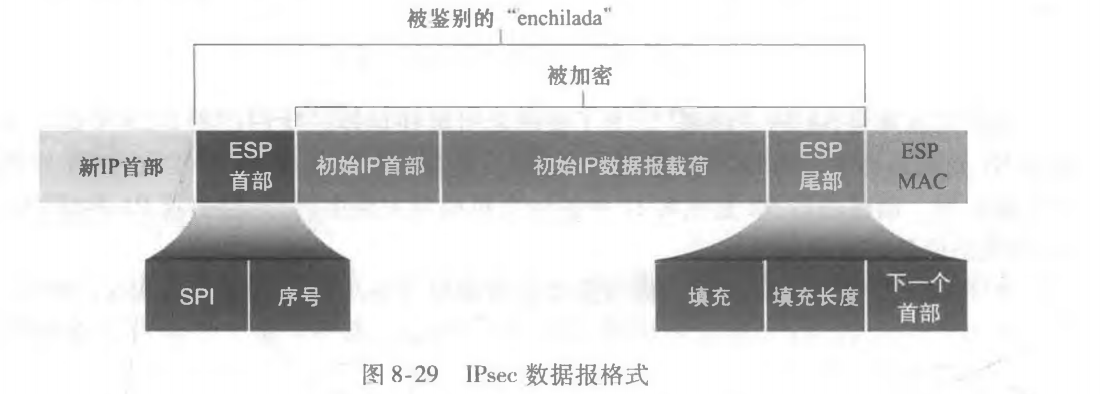 被鉴别的“enchilada”
被加密
新IP首部
ESP
首部
初始IP首部
初始IP数据报载荷
ESP
尾部
ESP
MAC
SPI
序号
填充
填充长度
下一个
首部
图 8-29 IPsec 数据报格式